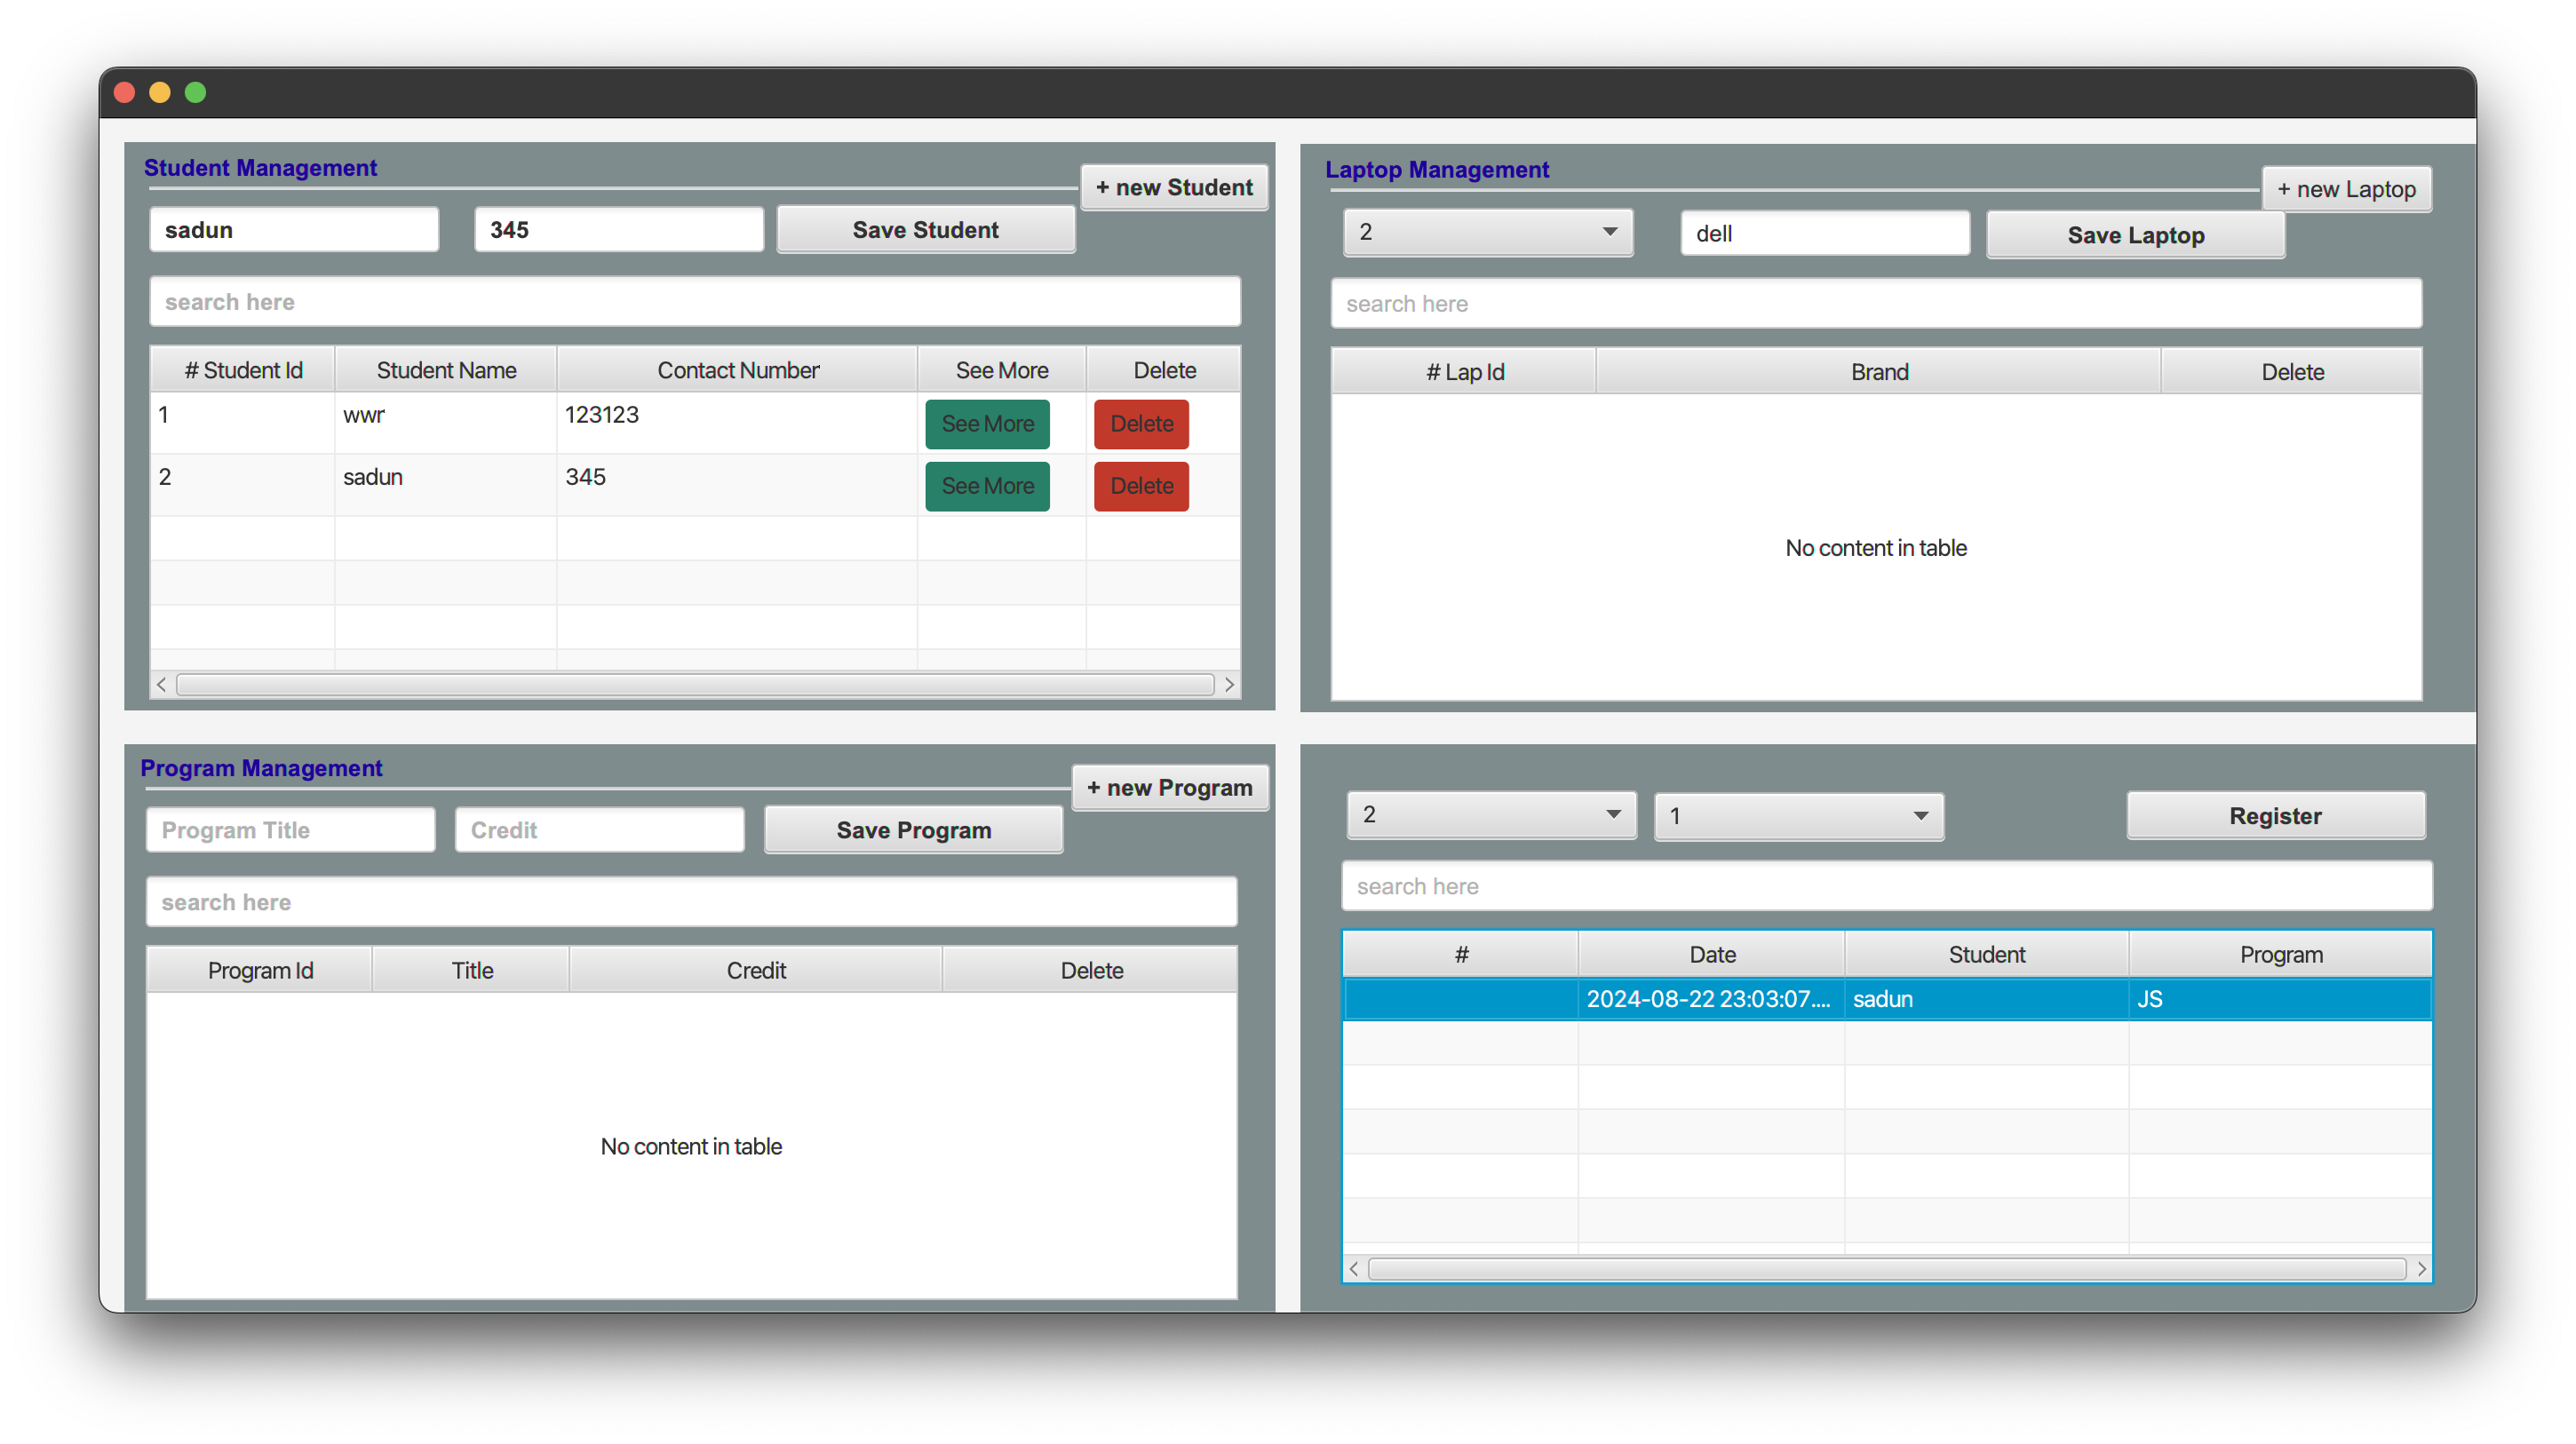 Student Management
+ new Student
sadun 345 Save Student
search here
# Student Id Student Name Contact Number See More Delete
1 wwr 123123 See More Delete
2 sadun 345 See More Delete
Laptop Management
+ new Laptop
2 dell Save Laptop
search here
# Lap Id Brand Delete
No content in table
Program Management
+ new Program
Program Title Credit Save Program
search here
Program Id Title Credit Delete
No content in table
2 1 Register
search here
# Date Student Program
2024-08-22 23:03:07.... sadun JS